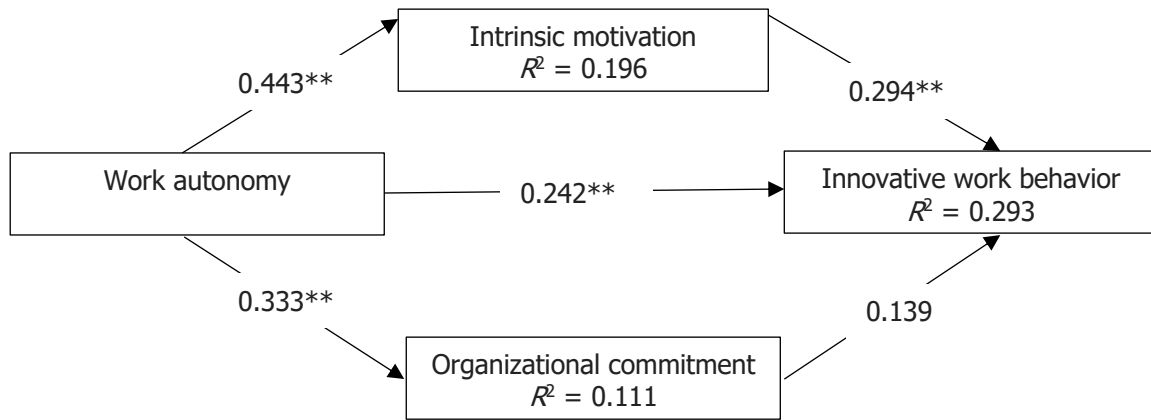 Intrinsic motivation
R² = 0.196
0.443**
0.294**
Work autonomy
0.242**
Innovative work behavior
R² = 0.293
0.333**
0.139
Organizational commitment
R² = 0.111